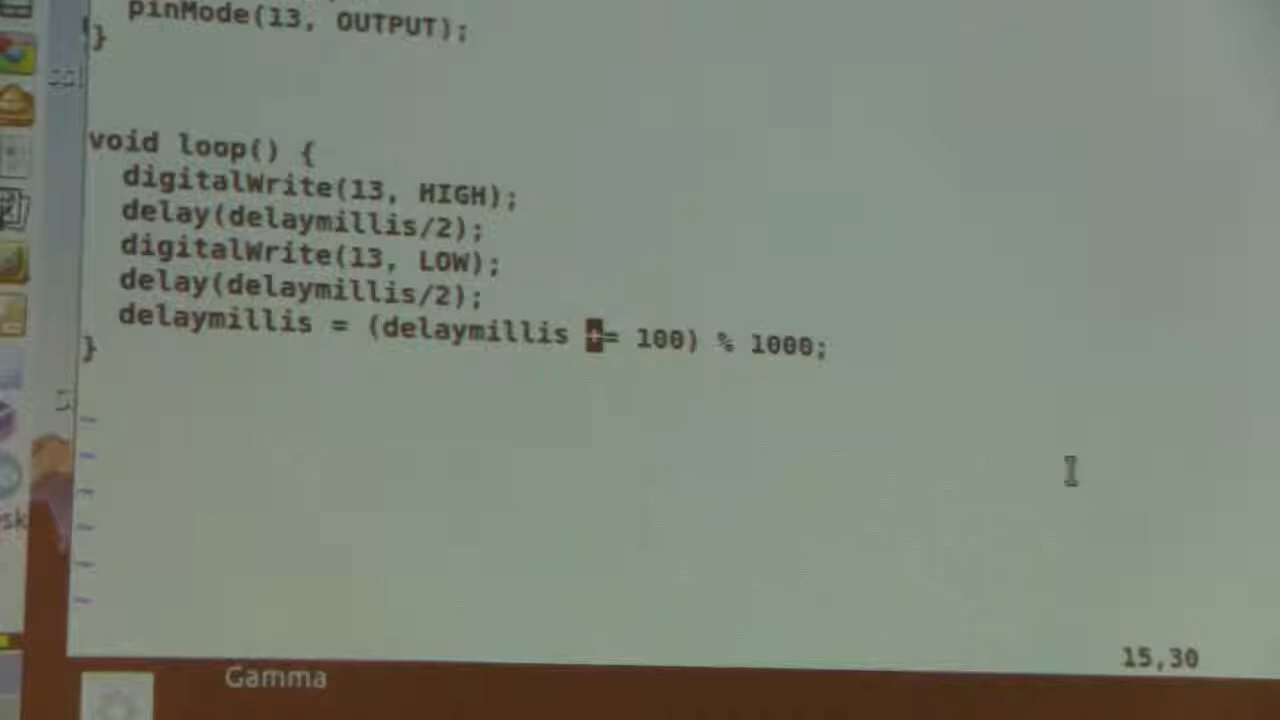 pinMode(13, OUTPUT);
}
void loop() {
digitalWrite(13, HIGH);
delay(delaymillis/2);
digitalWrite(13, LOW);
delay(delaymillis/2);
delaymillis = (delaymillis += 100) % 1000;
}
~
~
~
~
~
~
15,30
Gamma